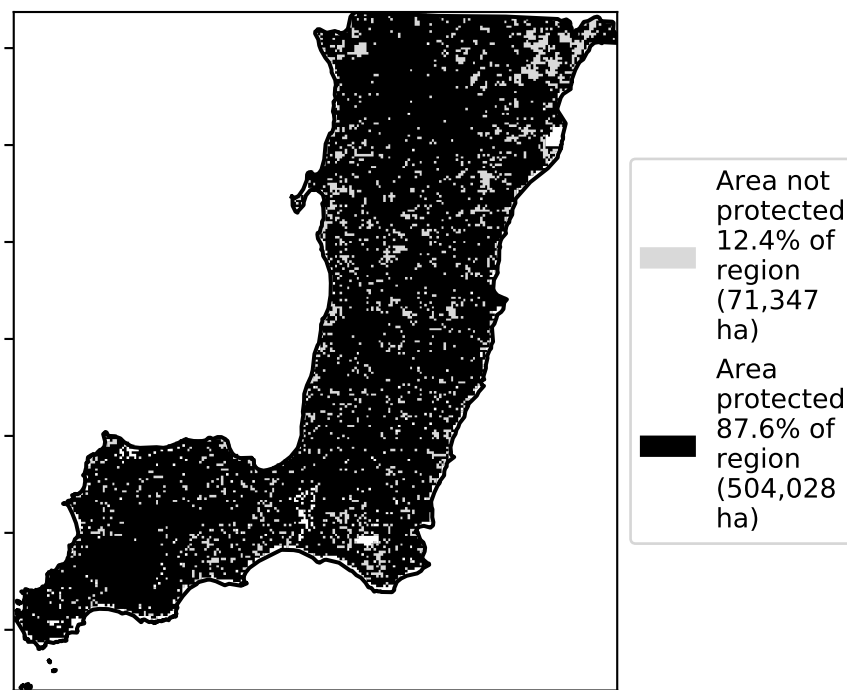 Area not
protected
12.4% of
region
(71,347
ha)
Area
protected
87.6% of
region
(504,028
ha)